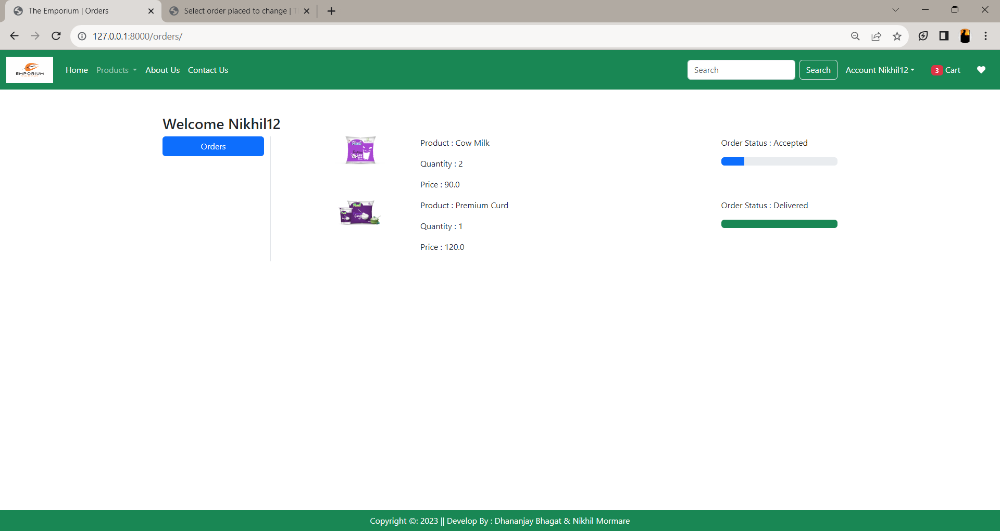 The Emporium | Orders
Select order placed to change |
127.0.0.1:8000/orders/
EMPORIUM
Home
Products
About Us
Contact Us
Search
Search
Account Nikhil12
3 Cart
Welcome Nikhil12
Orders
Product : Cow Milk
Order Status : Accepted
Quantity : 2
Price : 90.0
Product : Premium Curd
Order Status : Delivered
Quantity : 1
Price : 120.0
Copyright ©: 2023 || Develop By : Dhananjay Bhagat & Nikhil Mormare